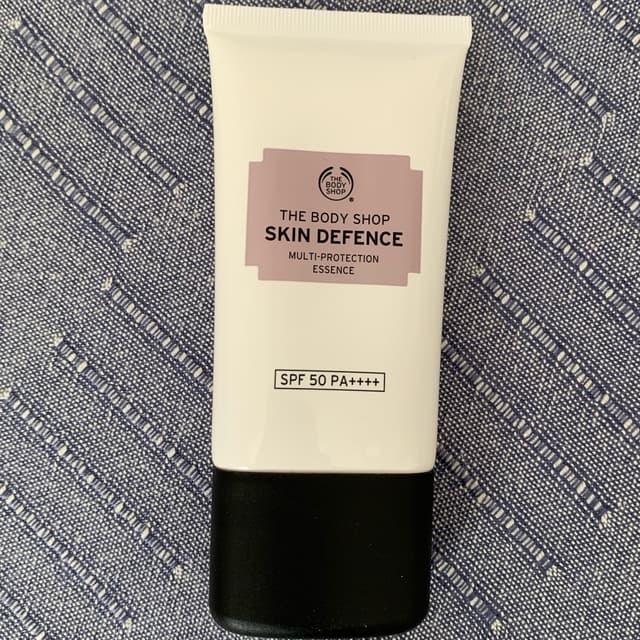 THE
BODY
SHOP
®
THE BODY SHOP
SKIN DEFENCE
MULTI-PROTECTION
ESSENCE
SPF 50 PA++++